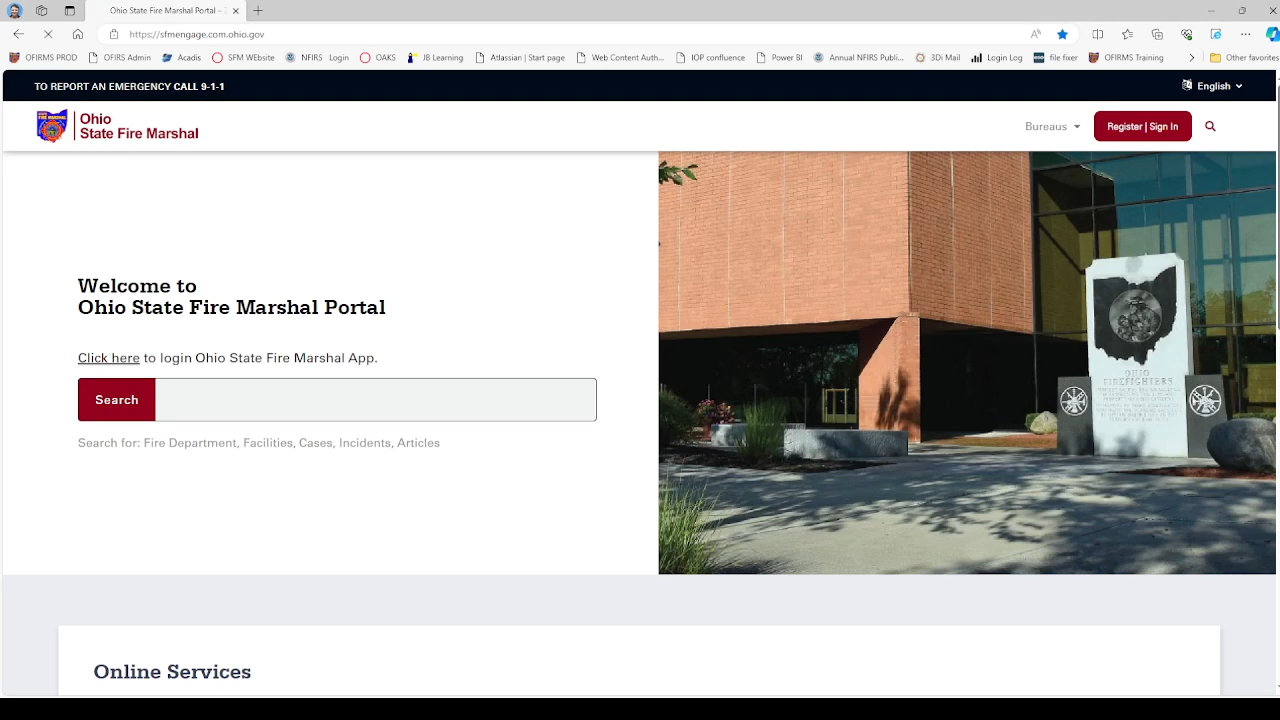 Ohio State Fire Marshal Portal –
https://sfmengage.com.ohio.gov
OFIRMS PROD
OFIRS Admin
Acadis
SFM WEbsite
NFIRS Login
OAKS
JB Learning
Atlassian | Start page
Web Content Auth...
IOP confluence
Power BI
Annual NFIRS Publi...
3Di Mail
Login Log
file fixer
OFIRMS Training
Other favorites
TO REPORT AN EMERGENCY CALL 9-1-1
English
Ohio
State Fire Marshal
Bureaus
Register | Sign In
Welcome to
Ohio State Fire Marshal Portal
Click here to login Ohio State Fire Marshal App.
Search
Search for: Fire Department, Facilities, Cases, Incidents, Articles
OHIO
FIREFIGHTERS
Online Services